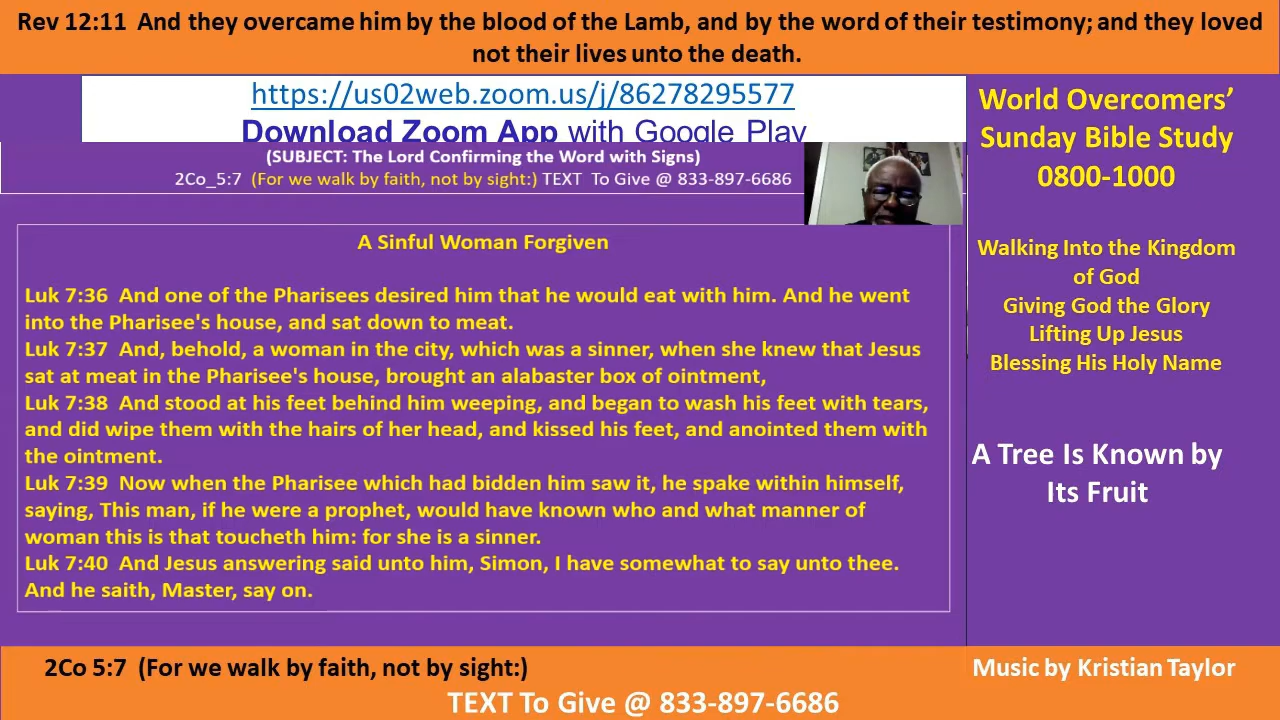 Rev 12:11  And they overcame him by the blood of the Lamb, and by the word of their testimony; and they loved
not their lives unto the death.
https://us02web.zoom.us/j/86278295577
Download Zoom App with Google Play
(SUBJECT: The Lord Confirming the Word with Signs)
2Co_5:7  (For we walk by faith, not by sight:) TEXT  To Give @ 833-897-6686
A Sinful Woman Forgiven
Luk 7:36  And one of the Pharisees desired him that he would eat with him. And he went
into the Pharisee's house, and sat down to meat.
Luk 7:37  And, behold, a woman in the city, which was a sinner, when she knew that Jesus
sat at meat in the Pharisee's house, brought an alabaster box of ointment,
Luk 7:38  And stood at his feet behind him weeping, and began to wash his feet with tears,
and did wipe them with the hairs of her head, and kissed his feet, and anointed them with
the ointment.
Luk 7:39  Now when the Pharisee which had bidden him saw it, he spake within himself,
saying, This man, if he were a prophet, would have known who and what manner of
woman this is that toucheth him: for she is a sinner.
Luk 7:40  And Jesus answering said unto him, Simon, I have somewhat to say unto thee.
And he saith, Master, say on.
World Overcomers’
Sunday Bible Study
0800-1000
Walking Into the Kingdom
of God
Giving God the Glory
Lifting Up Jesus
Blessing His Holy Name
A Tree Is Known by
Its Fruit
2Co 5:7  (For we walk by faith, not by sight:)
Music by Kristian Taylor
TEXT To Give @ 833-897-6686